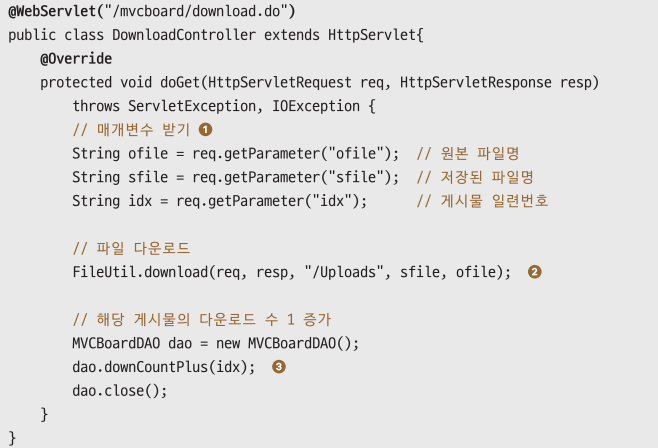 @WebServlet("/mvcboard/download.do")
public class DownloadController extends HttpServlet{
    @Override
    protected void doGet(HttpServletRequest req, HttpServletResponse resp)
        throws ServletException, IOException {
        // 매개변수 받기 ❶
        String ofile = req.getParameter("ofile");  // 원본 파일명
        String sfile = req.getParameter("sfile");  // 저장된 파일명
        String idx = req.getParameter("idx");      // 게시물 일련번호

        // 파일 다운로드
        FileUtil.download(req, resp, "/Uploads", sfile, ofile);  ❷

        // 해당 게시물의 다운로드 수 1 증가
        MVCBoardDAO dao = new MVCBoardDAO();
        dao.downCountPlus(idx);  ❸
        dao.close();
    }
}